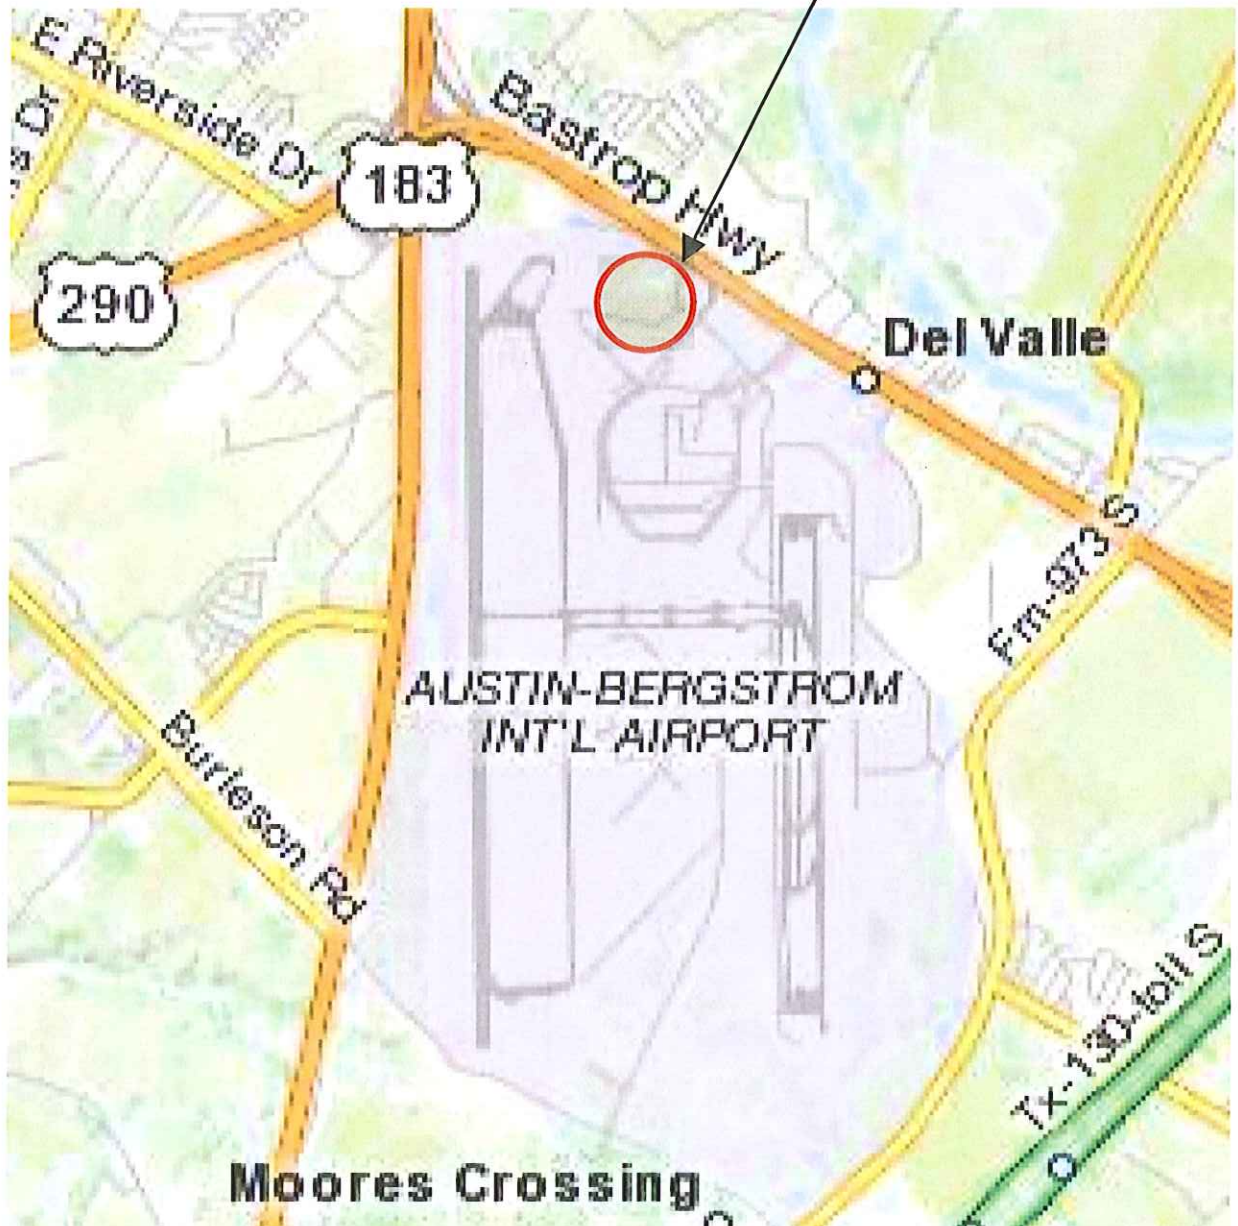 E Riverside Dr
Bastrop Hwy
183
290
Del Valle
Fm-973 S
AUSTIN-BERGSTROM
INT'L AIRPORT
Burleson Rd
Tx-130-toll S
Moores Crossing